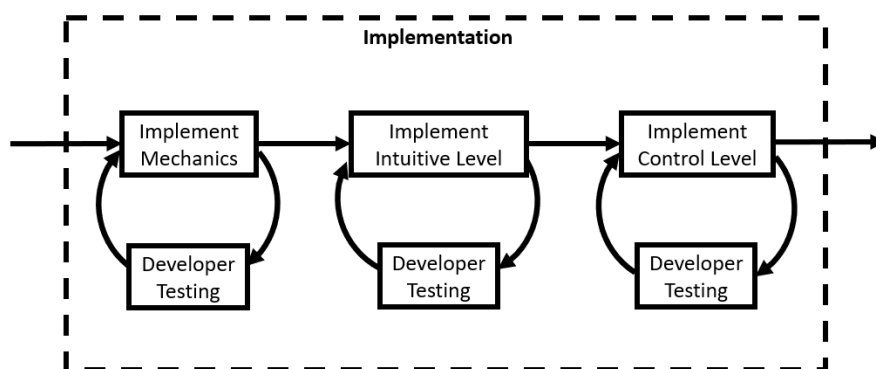 Implementation
Implement
Mechanics
Implement
Intuitive Level
Implement
Control Level
Developer
Testing
Developer
Testing
Developer
Testing